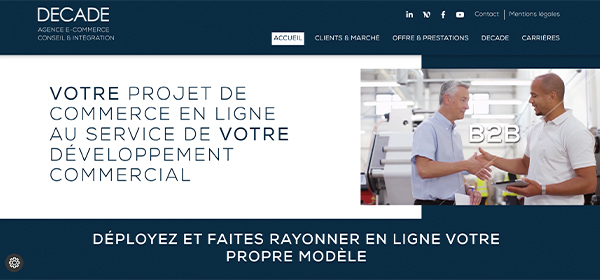 DECADE
AGENCE E-COMMERCE
CONSEIL & INTÉGRATION
Contact | Mentions légales
ACCUEIL CLIENTS & MARCHÉ OFFRE & PRESTATIONS DECADE CARRIÈRES
VOTRE PROJET DE
COMMERCE EN LIGNE
AU SERVICE DE VOTRE
DÉVELOPPEMENT
COMMERCIAL
B2B
DÉPLOYEZ ET FAITES RAYONNER EN LIGNE VOTRE
PROPRE MODÈLE